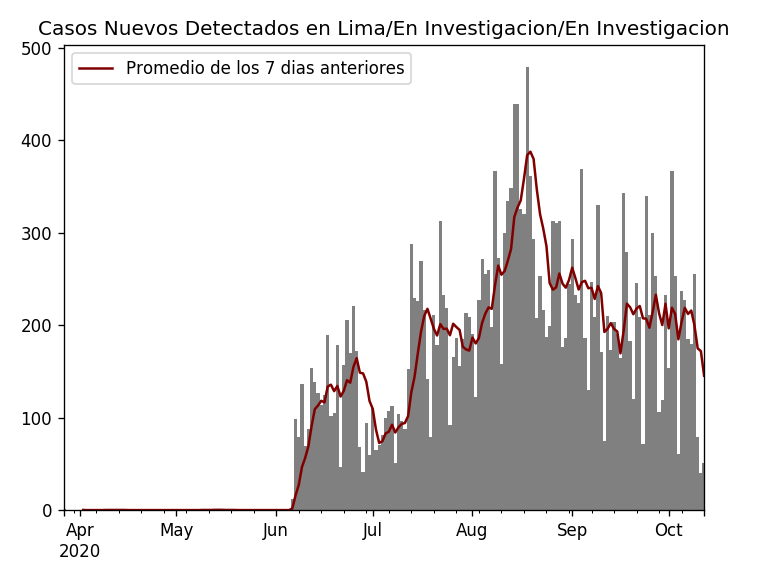 Casos Nuevos Detectados en Lima/En Investigacion/En Investigacion
Promedio de los 7 dias anteriores
500
400
300
200
100
0
Apr May Jun Jul Aug Sep Oct
2020